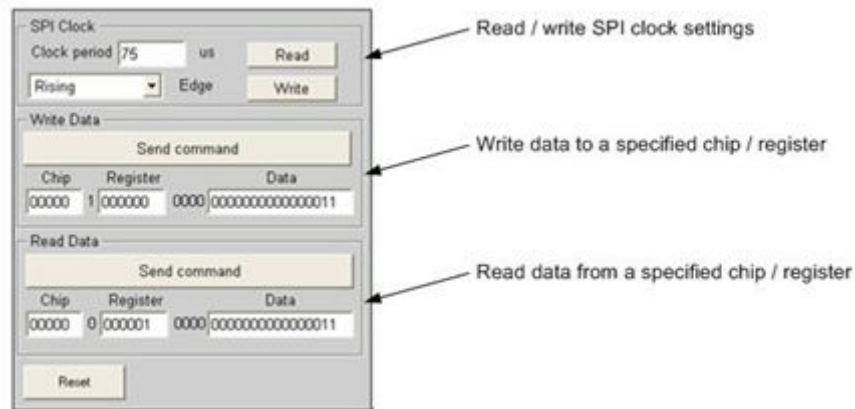 SPI Clock
Clock period 75 us Read
Read / write SPI clock settings
Rising Edge Write
Write Data
Send command
Write data to a specified chip / register
Chip Register Data
00000 1 000000 0000 0000000000000011
Read Data
Send command
Read data from a specified chip / register
Chip Register Data
00000 0 000001 0000 0000000000000011
Reset